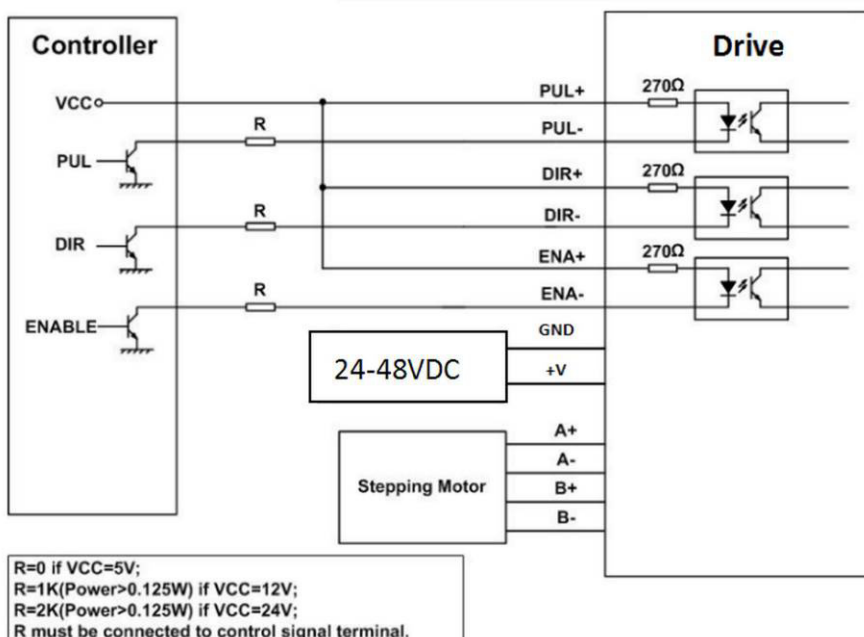 Controller
Drive
VCC
PUL+
270Ω
R
PUL-
PUL
DIR+
270Ω
R
DIR-
DIR
ENA+
270Ω
R
ENA-
ENABLE
GND
24-48VDC
+V
A+
A-
Stepping Motor
B+
B-
R=0 if VCC=5V;
R=1K(Power>0.125W) if VCC=12V;
R=2K(Power>0.125W) if VCC=24V;
R must be connected to control signal terminal.